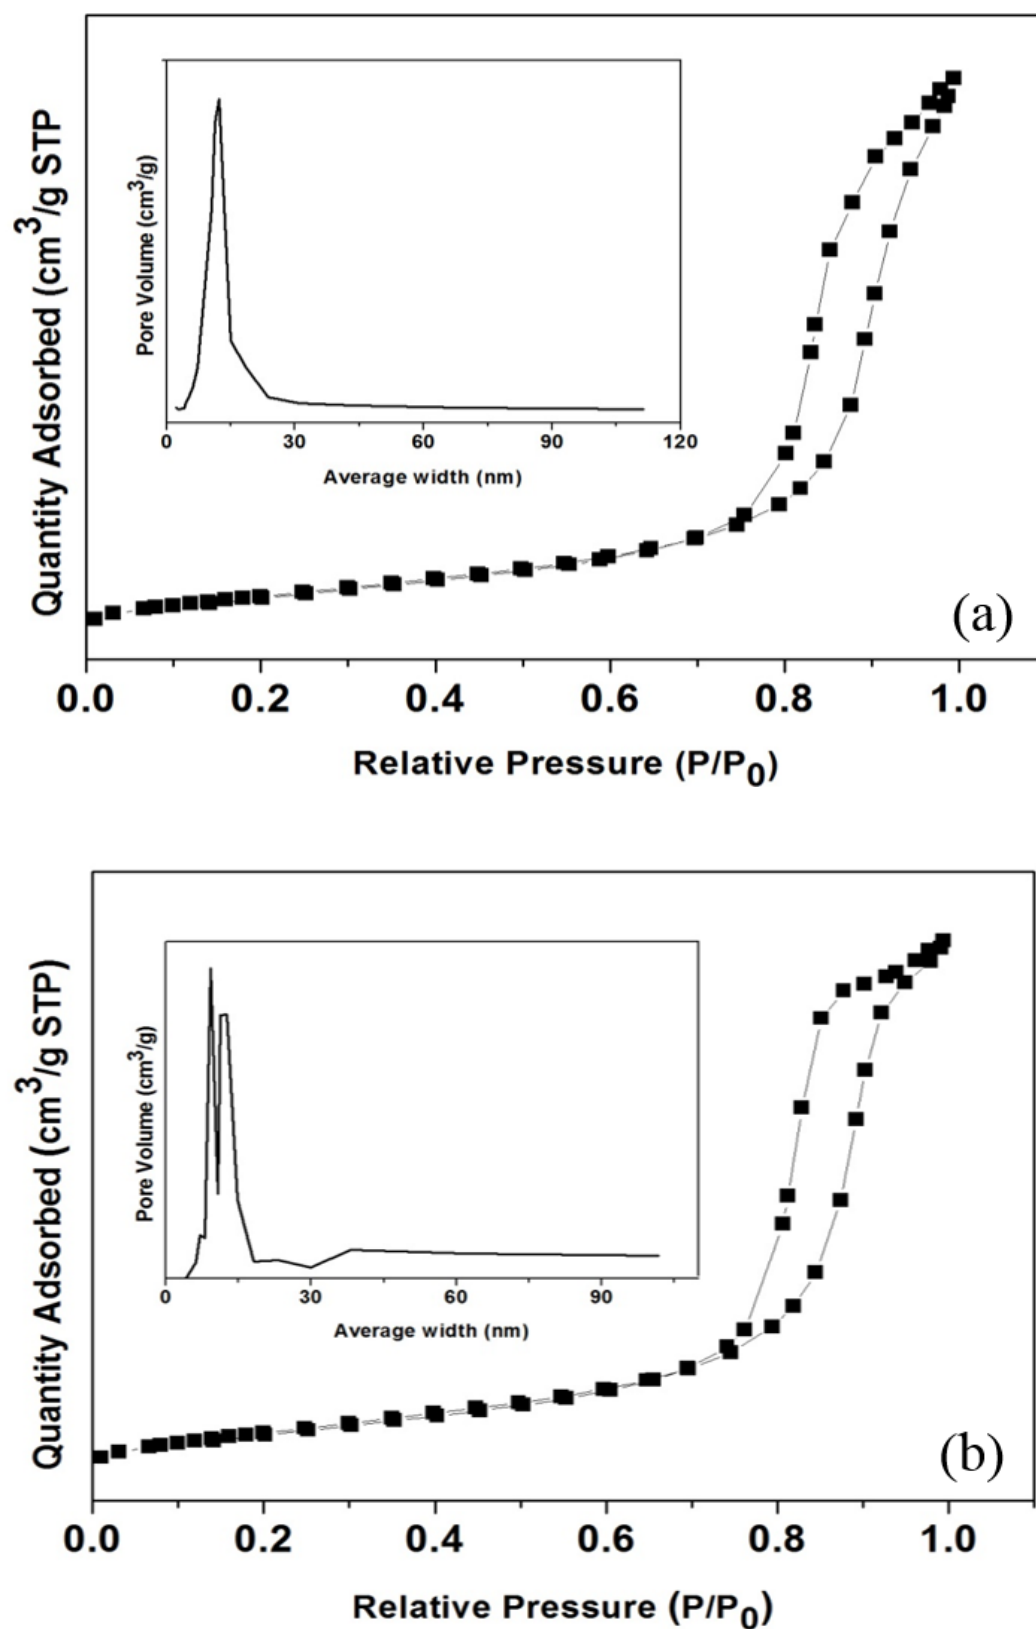 Quantity Adsorbed (cm³/g STP
Pore Volume (cm³/g)
0 30 60 90 120
Average width (nm)
(a)
0.0 0.2 0.4 0.6 0.8 1.0
Relative Pressure (P/P₀)
Quantity Adsorbed (cm³/g STP)
Pore Volume (cm³/g)
0 30 60 90
Average width (nm)
(b)
0.0 0.2 0.4 0.6 0.8 1.0
Relative Pressure (P/P₀)